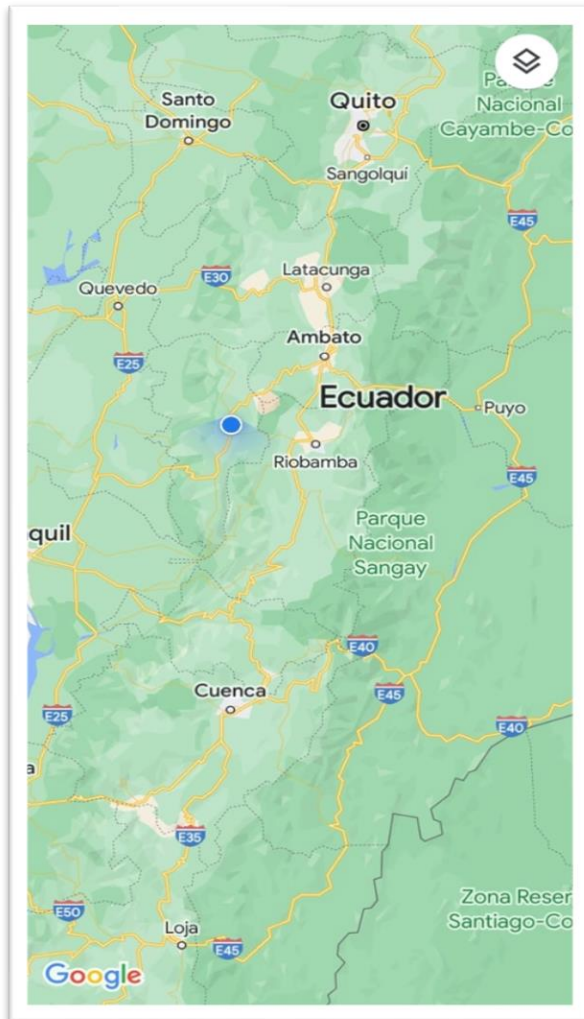 Santo
Domingo
Quito
Pa
Nacional
Cayambe-Co
Sangolquí
E45
E30
Latacunga
Quevedo
Ambato
E25
Ecuador
Puyo
Riobamba
E45
quil
Parque
Nacional
Sangay
E40
Cuenca
E45
E25
E40
a
E35
Zona Reser
Santiago-Co
E50
Loja
E45
Google